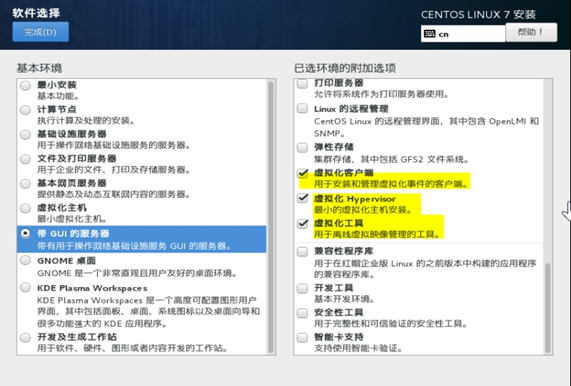 软件选择
完成(D)
CENTOS LINUX 7 安装
cn
帮助！
基本环境
最小安装
基本功能。
计算节点
执行计算及处理的安装。
基础设施服务器
用于操作网络基础设施服务的服务器。
文件及打印服务器
用于企业的文件、打印及存储服务器。
基本网页服务器
提供静态及动态互联网内容的服务器。
虚拟化主机
最小虚拟化主机。
带 GUI 的服务器
带有用于操作网络基础设施服务 GUI 的服务器。
GNOME 桌面
GNOME 是一个非常直观且用户友好的桌面环境。
KDE Plasma Workspaces
KDE Plasma Workspaces 是一个高度可配置图形用户
界面，其中包括面板、桌面、系统图标以及桌面向导和
很多功能强大的 KDE 应用程序。
开发及生成工作站
用于软件、硬件、图形或者内容开发的工作站。
已选环境的附加选项
打印服务器
允许将系统作为打印服务器使用。
Linux 的远程管理
CentOS Linux 的远程管理界面，其中包含 OpenLMI 和
SNMP。
弹性存储
集群存储，其中包括 GFS2 文件系统。
虚拟化客户端
用于安装和管理虚拟化事件的客户端。
虚拟化 Hypervisor
最小的虚拟化主机安装。
虚拟化工具
用于离线虚拟映像管理的工具。
兼容性程序库
用于在红帽企业版 Linux 的之前版本中构建的应用程序
的兼容程序库。
开发工具
基本开发环境。
安全性工具
用于完整性和可信验证的安全性工具。
智能卡支持
支持使用智能卡验证。